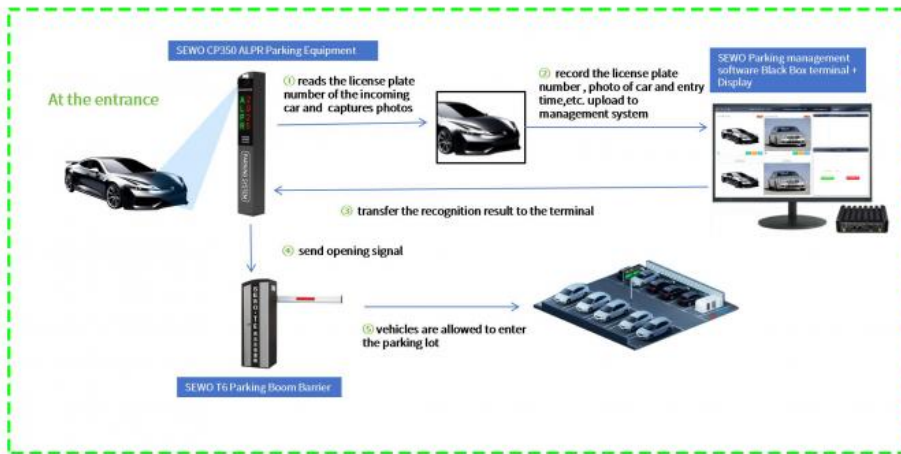 SEWO CP350 ALPR Parking Equipment
At the entrance
① reads the license plate
number of the incoming
car and captures photos
② record the license plate
number , photo of car and entry
time,etc. upload to
management system
SEWO Parking management
software Black Box terminal +
Display
ALPR
PARKING SYSTEM
③ transfer the recognition result to the terminal
④ send opening signal
⑤ vehicles are allowed to enter
the parking lot
SEWO T6 Parking Boom Barrier